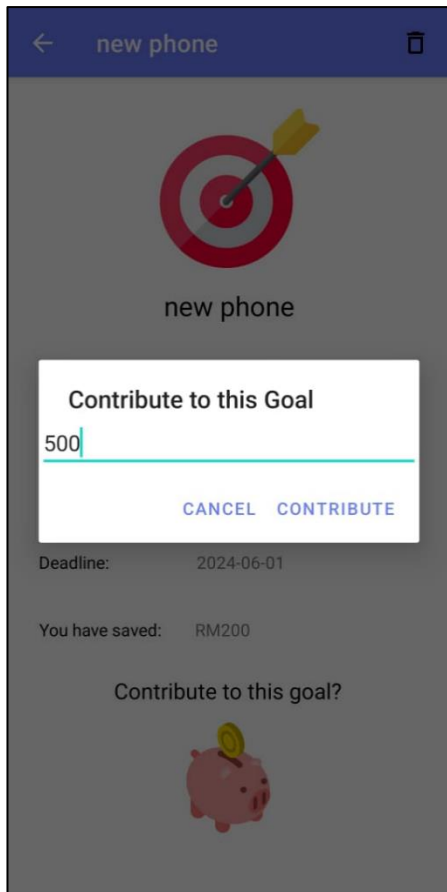 new phone
new phone
Contribute to this Goal
500
CANCEL CONTRIBUTE
Deadline: 2024-06-01
You have saved: RM200
Contribute to this goal?